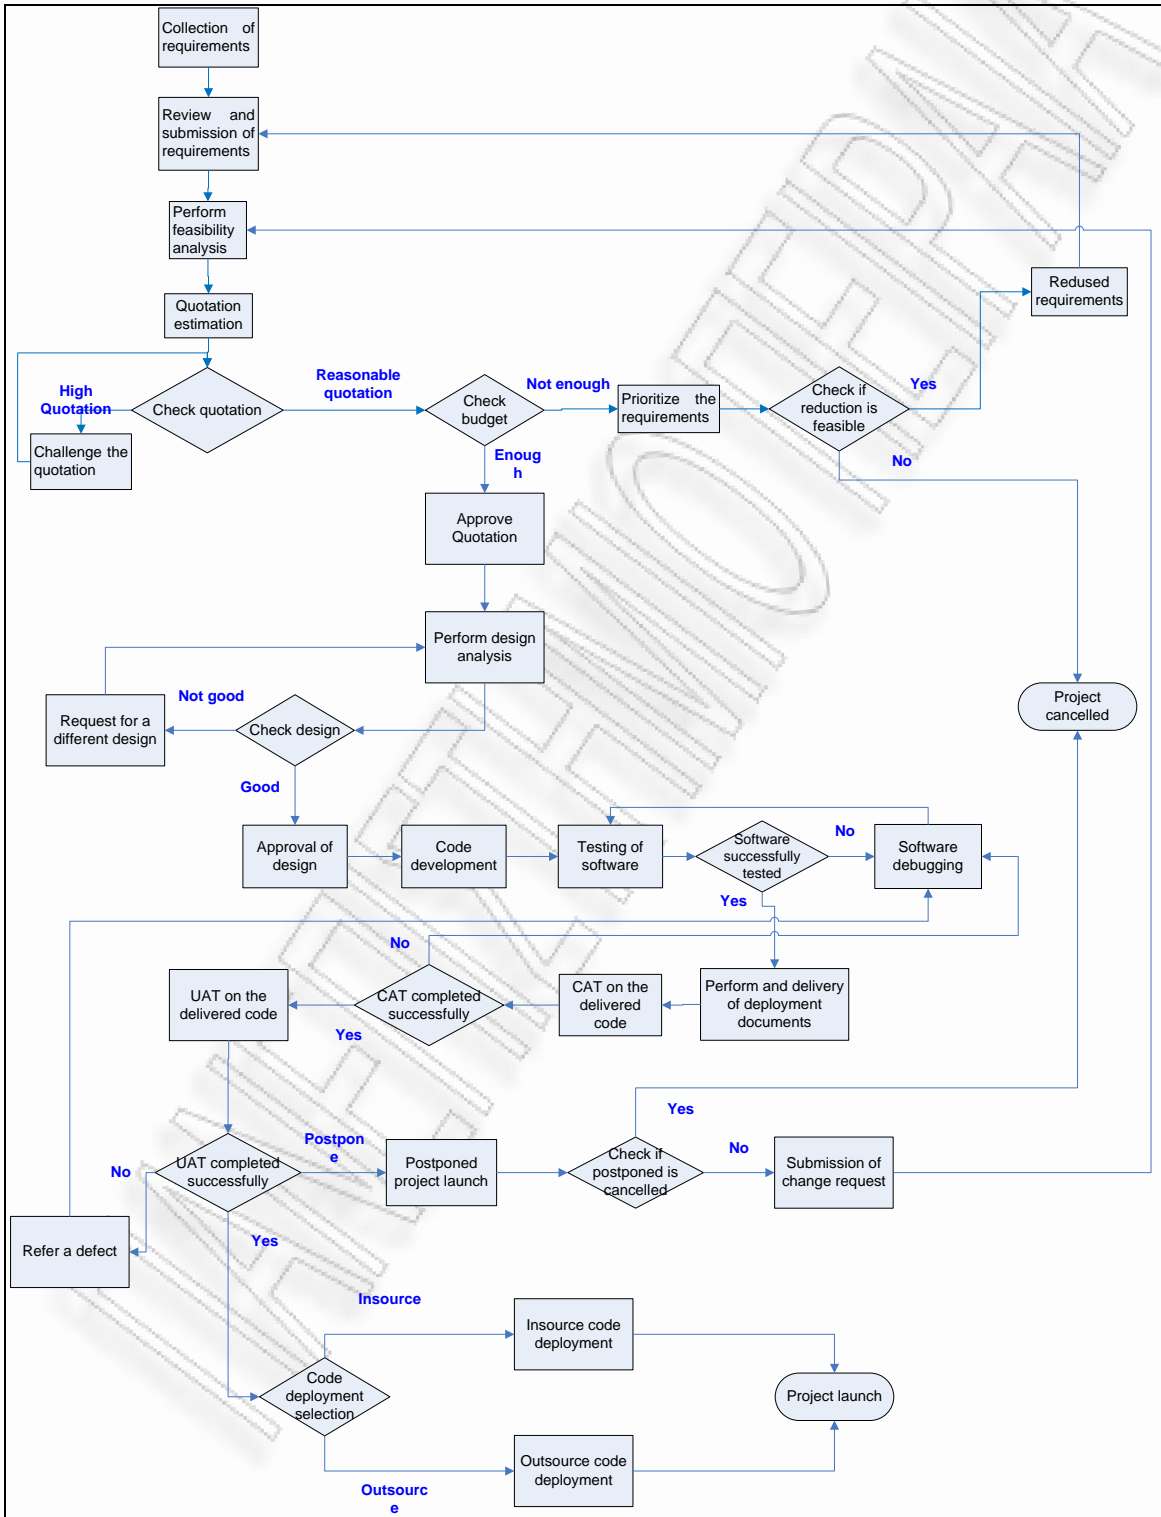 Collection of
requirements
Review and
submission of
requirements
Perform
feasibility
analysis
Redused
requirements
Quotation
estimation
High
Quotation
Check quotation
Reasonable
quotation
Check
budget
Not enough
Prioritize the
requirements
Check if
reduction is
feasible
Yes
Challenge the
quotation
Enoug
h
No
Approve
Quotation
Perform design
analysis
Not good
Request for a
different design
Check design
Project
cancelled
Good
Approval of
design
Code
development
Testing of
software
Software
successfully
tested
No
Software
debugging
Yes
No
UAT on the
delivered code
CAT completed
successfully
CAT on the
delivered
code
Perform and delivery
of deployment
documents
Yes
Yes
No
UAT completed
successfully
Postpon
e
Postponed
project launch
Check if
postponed is
cancelled
No
Submission of
change request
Refer a defect
Yes
Insource
Insource code
deployment
Code
deployment
selection
Project launch
Outsource code
deployment
Outsourc
e